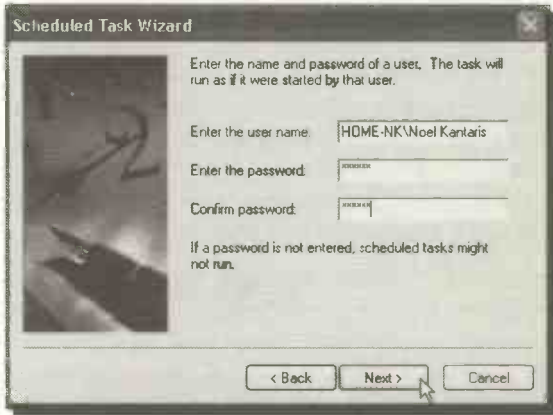 Scheduled Task Wizard
Enter the name and password of a user. The task will
run as if it were started by that user.
Enter the user name: HOME-NK\Noel Kantaris
Enter the password:
Confirm password:
If a password is not entered, scheduled tasks might
not run.
< Back Next > Cancel